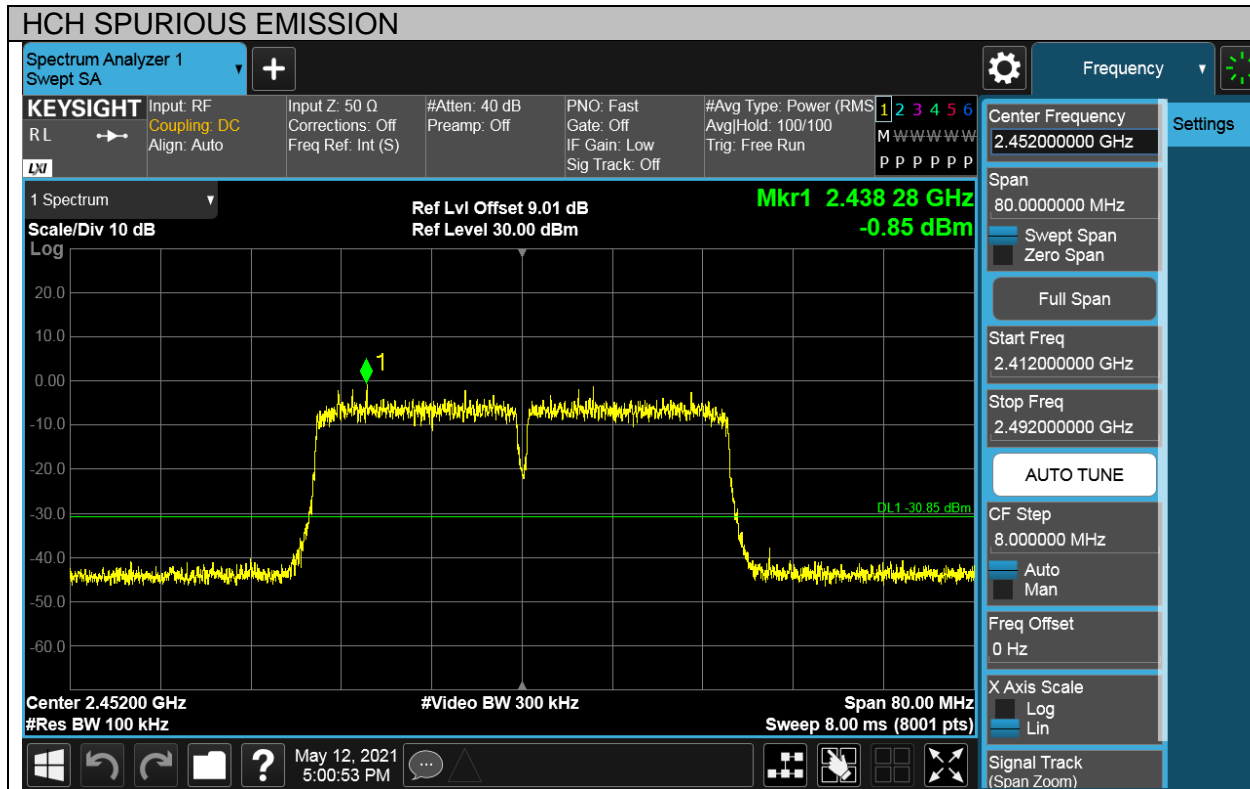 HCH SPURIOUS EMISSION
Spectrum Analyzer 1
Swept SA
+
Frequency
KEYSIGHT
RL
LXI
Input: RF
Coupling: DC
Align: Auto
Input Z: 50 Ω
Corrections: Off
Freq Ref: Int (S)
#Atten: 40 dB
Preamp: Off
PNO: Fast
Gate: Off
IF Gain: Low
Sig Track: Off
#Avg Type: Power (RMS
Avg|Hold: 100/100
Trig: Free Run
1 2 3 4 5 6
M W W W W W
P P P P P P
1 Spectrum
Scale/Div 10 dB
Ref Lvl Offset 9.01 dB
Ref Level 30.00 dBm
Mkr1 2.438 28 GHz
-0.85 dBm
Log
20.0
10.0
0.00
-10.0
-20.0
-30.0
-40.0
-50.0
-60.0
1
DL1 -30.85 dBm
Center 2.45200 GHz
#Res BW 100 kHz
#Video BW 300 kHz
Span 80.00 MHz
Sweep 8.00 ms (8001 pts)
?
May 12, 2021
5:00:53 PM
Center Frequency
2.452000000 GHz
Settings
Span
80.0000000 MHz
Swept Span
Zero Span
Full Span
Start Freq
2.412000000 GHz
Stop Freq
2.492000000 GHz
AUTO TUNE
CF Step
8.000000 MHz
Auto
Man
Freq Offset
0 Hz
X Axis Scale
Log
Lin
Signal Track
(Span Zoom)